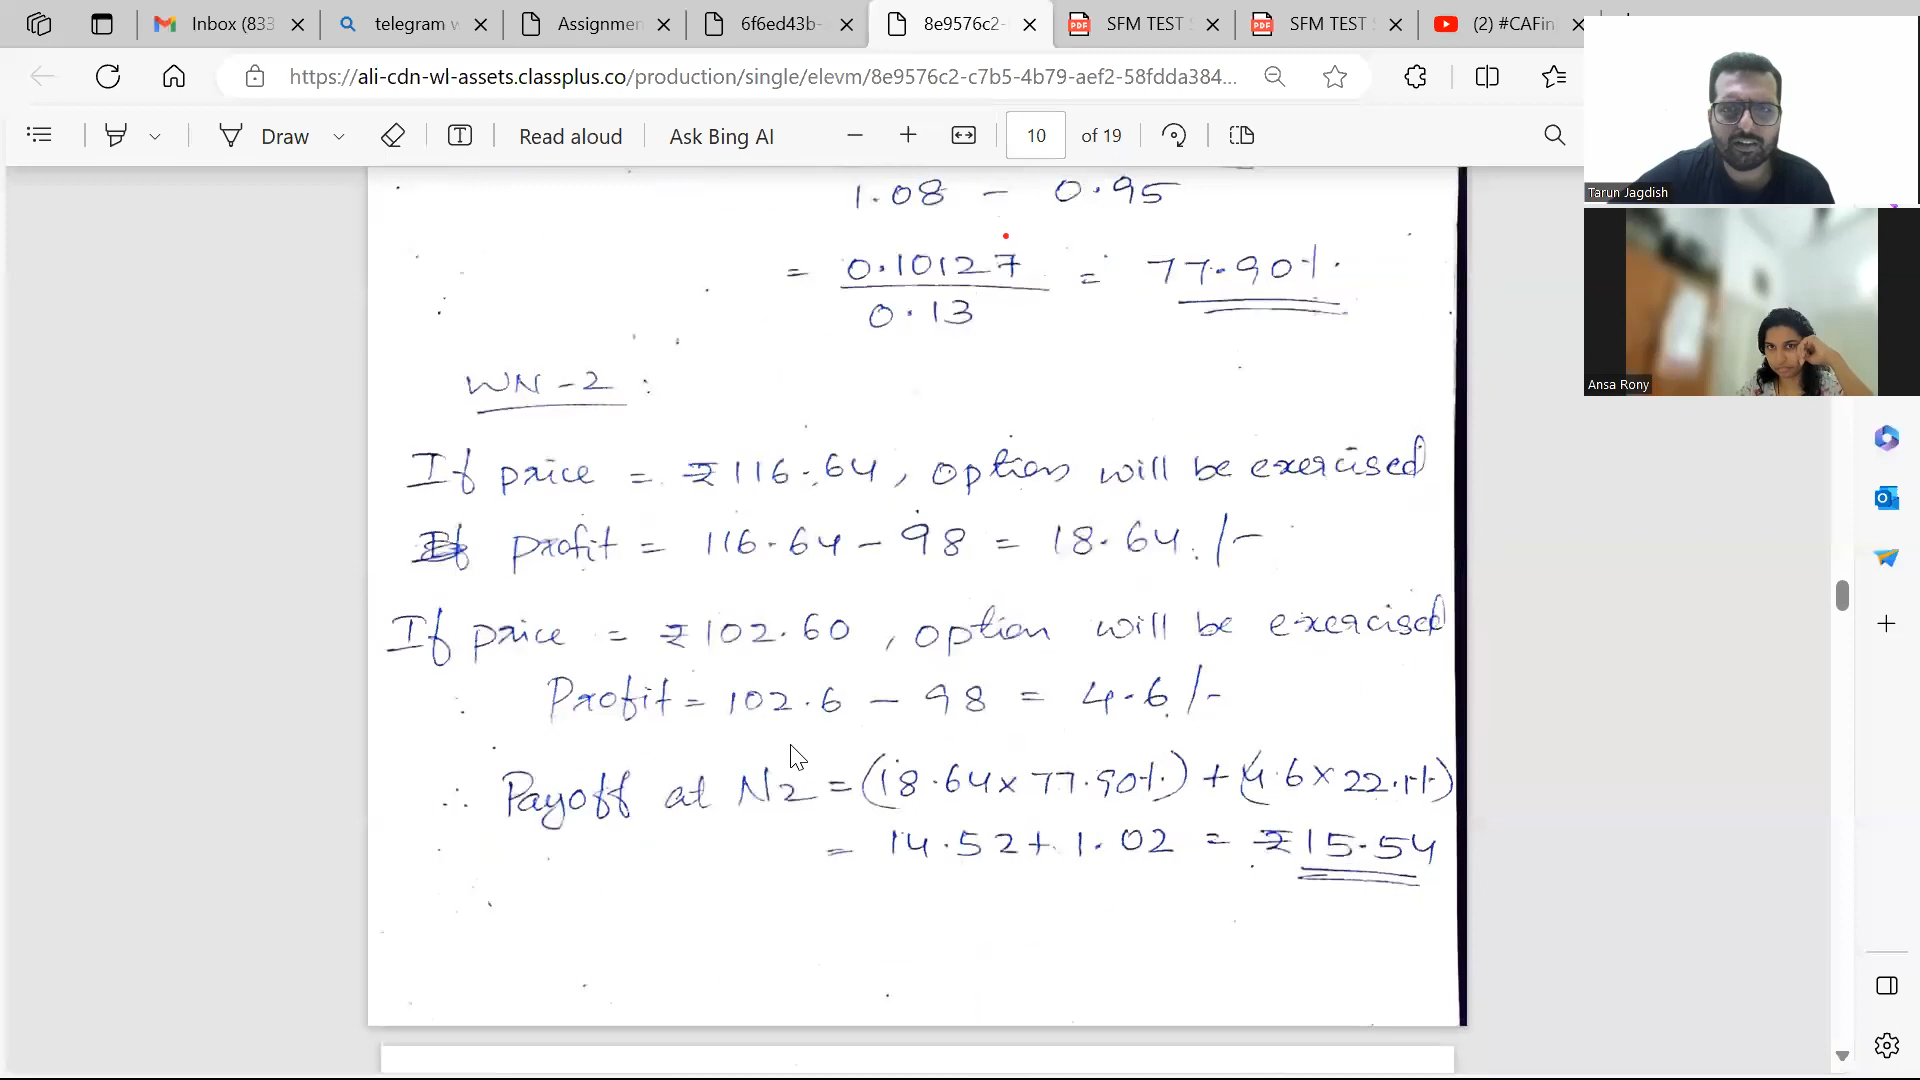 Inbox (833
telegram w
Assignmen
6f6ed43b-
8e9576c2-
SFM TEST
SFM TEST
(2) #CAFin
https://ali-cdn-wl-assets.classplus.co/production/single/elevm/8e9576c2-c7b5-4b79-aef2-58fdda384...
Draw
Read aloud
Ask Bing AI
10 of 19
Tarun Jagdish
Ansa Rony
1.08 - 0.95
= 0.10127 = 77.90%.
0.13
WN-2 :
If price = ₹116.64, option will be exercised
profit = 116.64 - 98 = 18.64/-
If price = ₹102.60, option will be exercised
Profit = 102.6 - 98 = 4.6/-
∴ Payoff at N2 = (18.64 x 77.90%) + (4.6 x 22.1%)
= 14.52 + 1.02 = ₹15.54